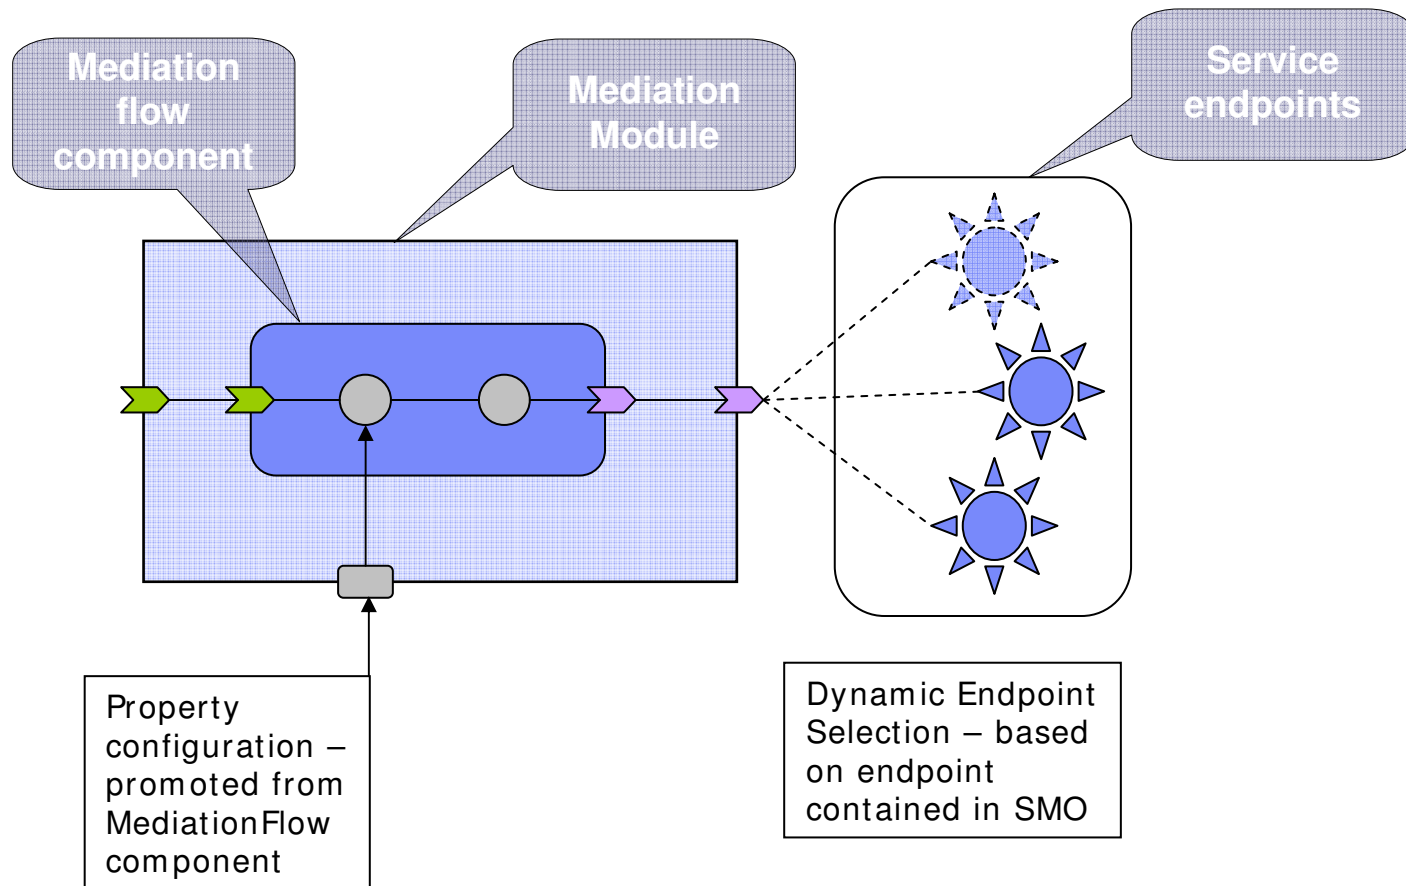 Mediation
flow
component
Mediation
Module
Service
endpoints
Property
configuration –
promoted from
MediationFlow
component
Dynamic Endpoint
Selection – based
on endpoint
contained in SMO